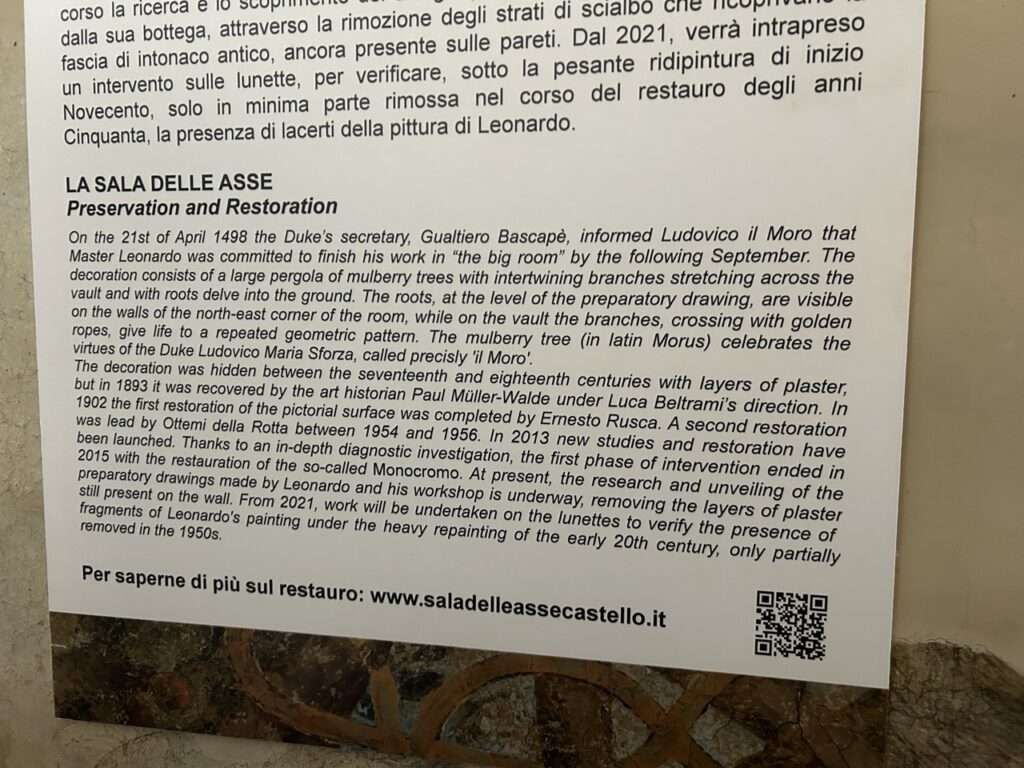 corso la ricerca e lo scoprimento
dalla sua bottega, attraverso la rimozione degli strati di scialbo che ricoprivano la
fascia di intonaco antico, ancora presente sulle pareti. Dal 2021, verrà intrapreso
un intervento sulle lunette, per verificare, sotto la pesante ridipintura di inizio
Novecento, solo in minima parte rimossa nel corso del restauro degli anni
Cinquanta, la presenza di lacerti della pittura di Leonardo.
LA SALA DELLE ASSE
Preservation and Restoration
On the 21st of April 1498 the Duke's secretary, Gualtiero Bascapè, informed Ludovico il Moro that
Master Leonardo was committed to finish his work in “the big room” by the following September. The
decoration consists of a large pergola of mulberry trees with intertwining branches stretching across the
vault and with roots delve into the ground. The roots, at the level of the preparatory drawing, are visible
on the walls of the north-east corner of the room, while on the vault the branches, crossing with golden
ropes, give life to a repeated geometric pattern. The mulberry tree (in latin Morus) celebrates the
virtues of the Duke Ludovico Maria Sforza, called precisly 'il Moro'.
The decoration was hidden between the seventeenth and eighteenth centuries with layers of plaster,
but in 1893 it was recovered by the art historian Paul Müller-Walde under Luca Beltrami's direction. In
1902 the first restoration of the pictorial surface was completed by Ernesto Rusca. A second restoration
was lead by Ottemi della Rotta between 1954 and 1956. In 2013 new studies and restoration have
been launched. Thanks to an in-depth diagnostic investigation, the first phase of intervention ended in
2015 with the restauration of the so-called Monocromo. At present, the research and unveiling of the
preparatory drawings made by Leonardo and his workshop is underway, removing the layers of plaster
still present on the wall. From 2021, work will be undertaken on the lunettes to verify the presence of
fragments of Leonardo's painting under the heavy repainting of the early 20th century, only partially
removed in the 1950s.
Per saperne di più sul restauro: www.saladelleassecastello.it